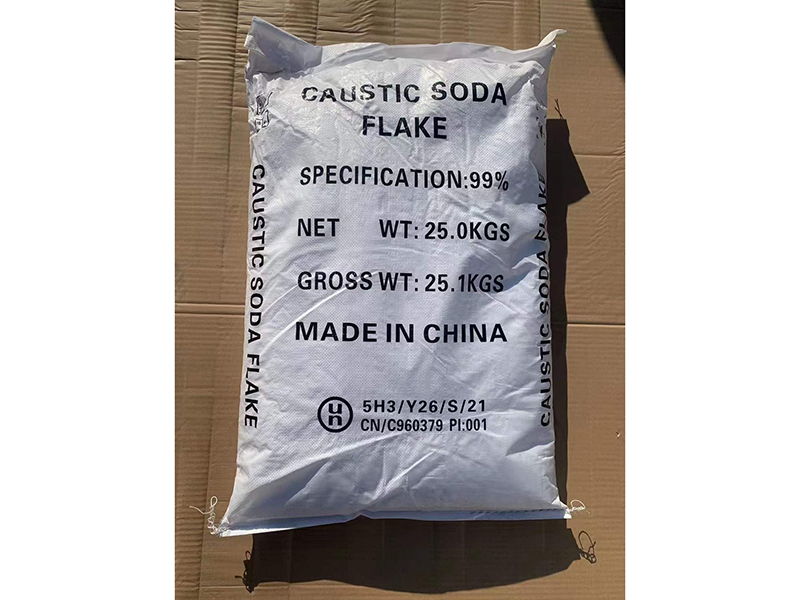 CAUSTIC SODA
FLAKE
SPECIFICATION:99%
NET WT: 25.0KGS
GROSS WT: 25.1KGS
MADE IN CHINA
un 5H3/Y26/S/21
CN/C960379 PI:001
CAUSTIC SODA FLAKE
CAUSTIC SODA FLAKE